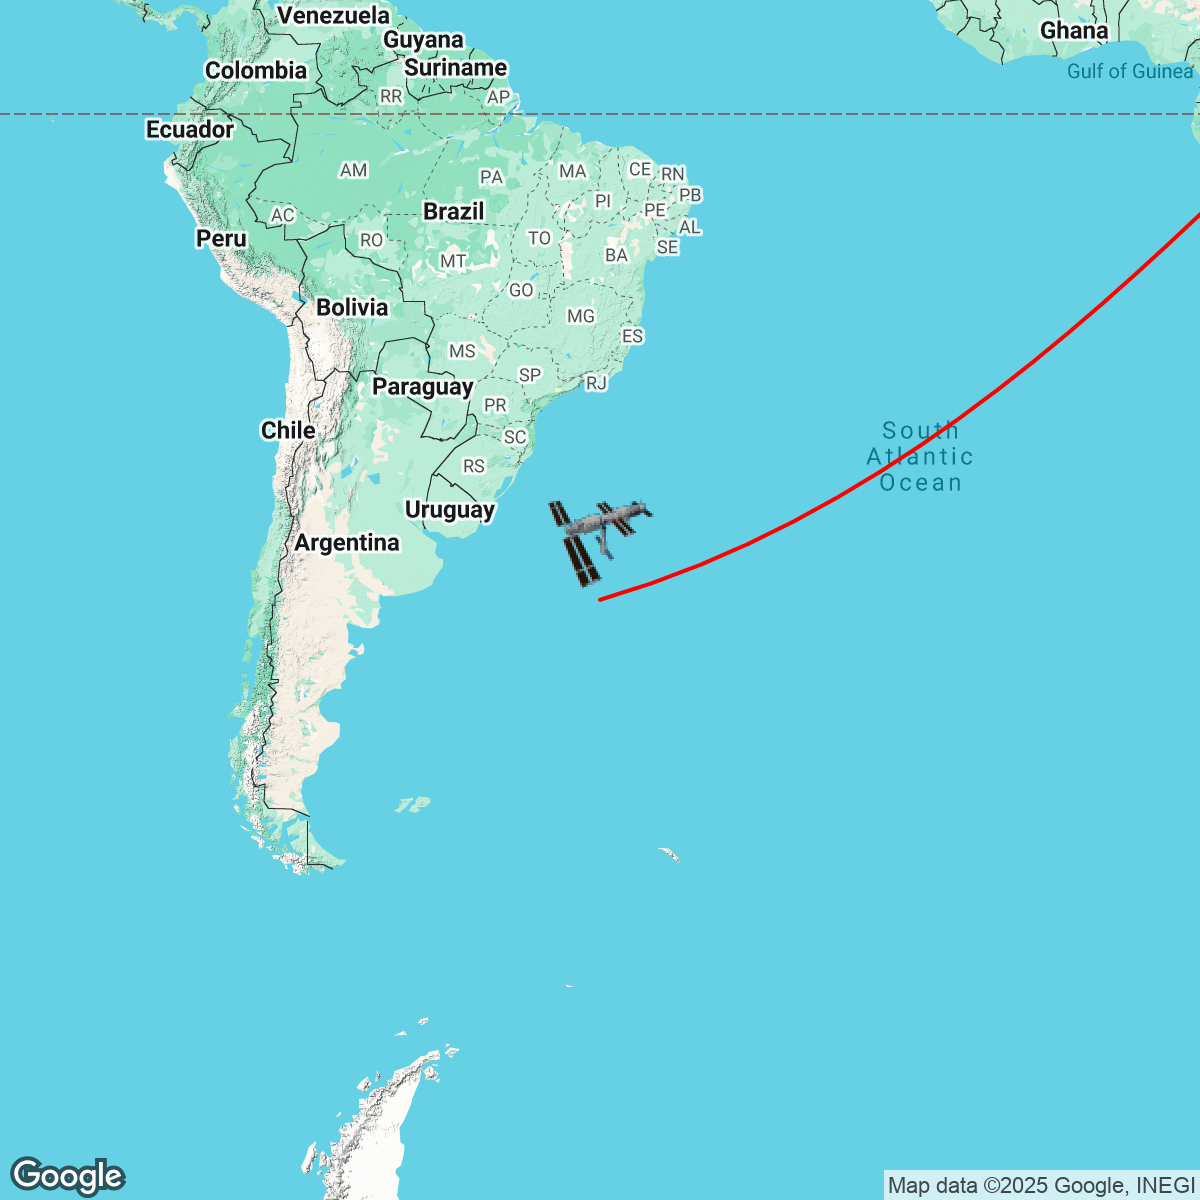 Venezuela
Ghana
Guyana
Colombia
Suriname
Gulf of Guinea
RR
AP
Ecuador
AM
PA
MA
CE
RN
PI
PB
AC
Brazil
PE
AL
Peru
RO
TO
SE
MT
BA
GO
Bolivia
MG
ES
MS
SP
RJ
Paraguay
PR
Chile
SC
South
Atlantic
Ocean
RS
Uruguay
Argentina
Google
Map data ©2025 Google, INEGI